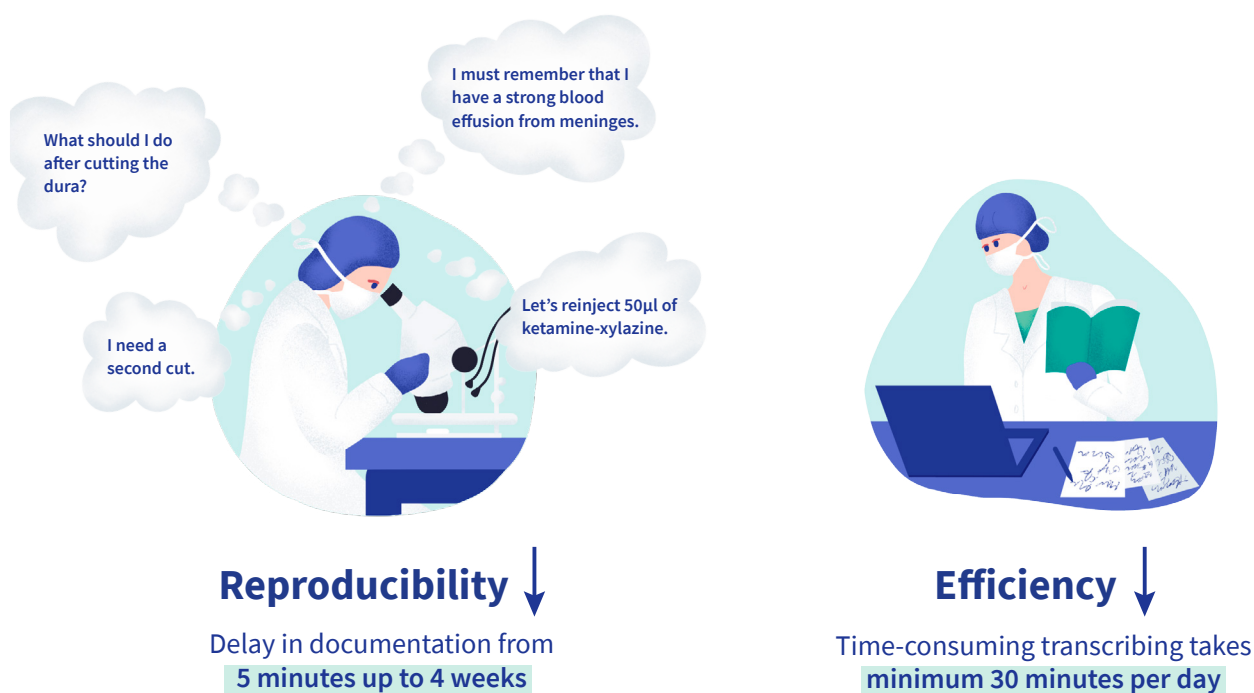 I must remember that I
have a strong blood
effusion from meninges.
What should I do
after cutting the
dura?
Let’s reinject 50µl of
ketamine-xylazine.
I need a
second cut.
Reproducibility
Delay in documentation from
5 minutes up to 4 weeks
Efficiency
Time-consuming transcribing takes
minimum 30 minutes per day